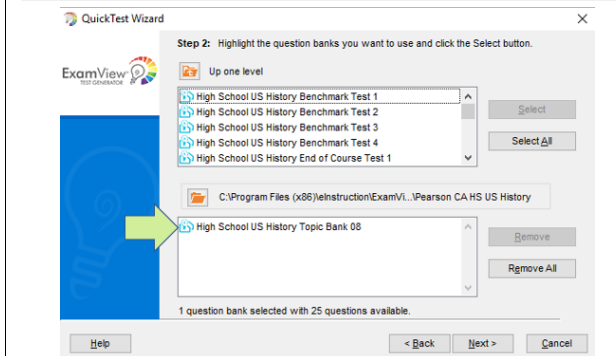 QuickTest Wizard
Step 2: Highlight the question banks you want to use and click the Select button.
ExamView
TEST GENERATOR
Up one level
High School US History Benchmark Test 1
High School US History Benchmark Test 2
High School US History Benchmark Test 3
High School US History Benchmark Test 4
High School US History End of Course Test 1
Select
Select All
C:\Program Files (x86)\eInstruction\ExamVi...\Pearson CA HS US History
High School US History Topic Bank 08
Remove
Remove All
1 question bank selected with 25 questions available.
Help
< Back
Next >
Cancel